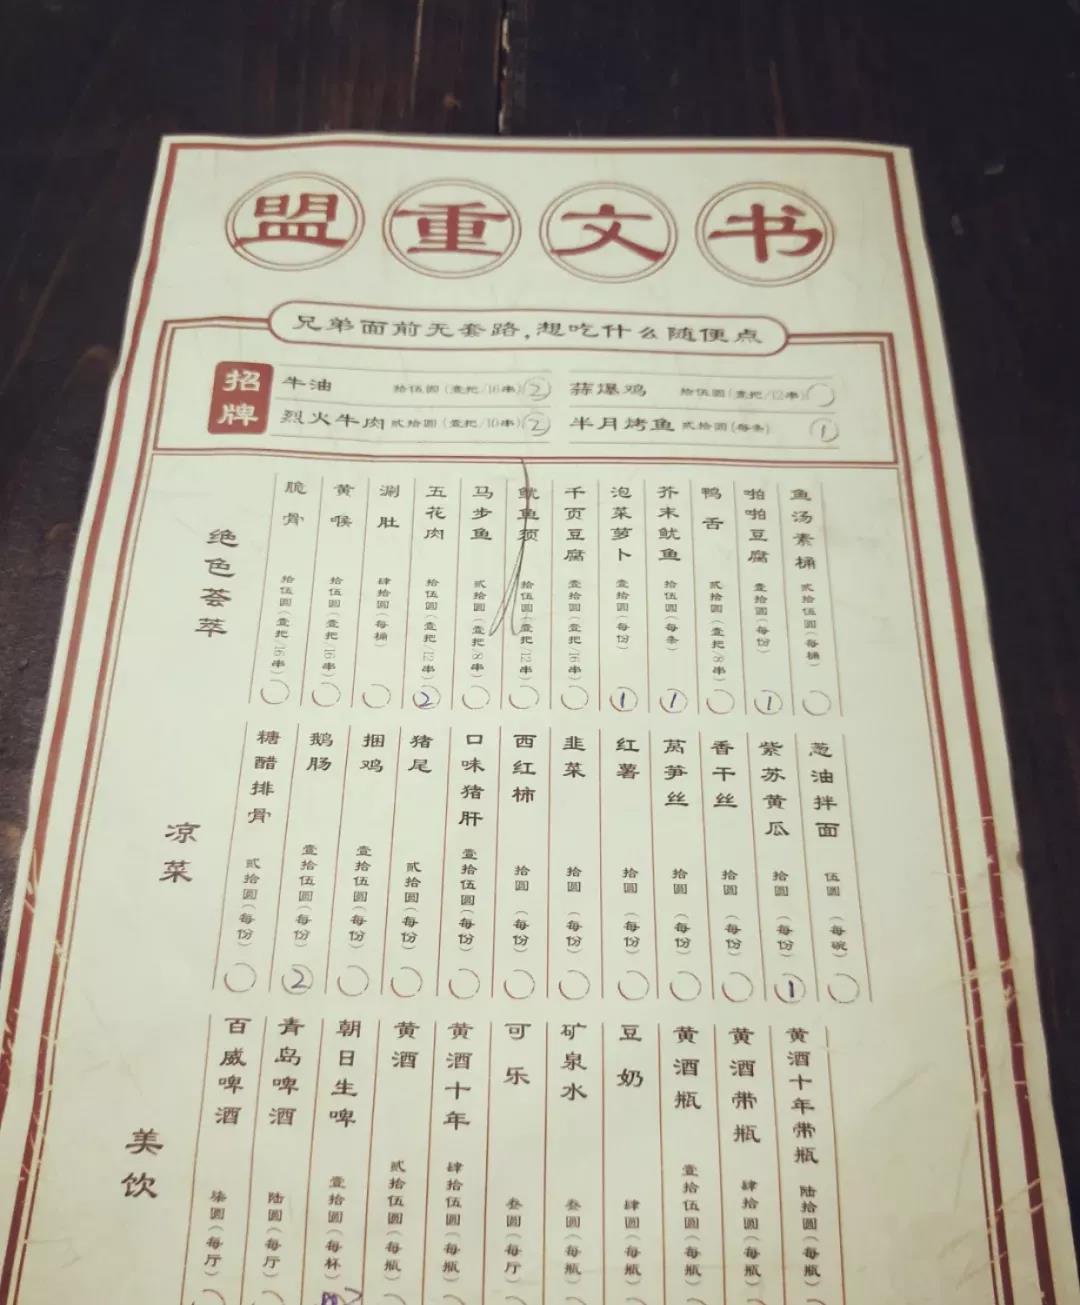 盟重文书
兄弟面前无套路,想吃什么随便点
招牌
牛油 拾伍圆(壹把/16串) 2
蒜爆鸡 拾伍圆(壹把/12串)
烈火牛肉 贰拾圆(壹把/10串) 2
半月烤鱼 贰拾圆(每条) 1
绝色荟萃
脆骨 拾伍圆(壹把/16串)
黄喉 拾伍圆(壹把/16串)
涮肚 肆拾圆(每桶)
五花肉 拾伍圆(壹把/12串) 2
马步鱼 贰拾圆(壹把/8串)
鱿鱼须 拾伍圆(壹把/12串)
千页豆腐 壹拾圆(壹把/16串)
泡菜萝卜 壹拾圆(每份) 1
芥末鱿鱼 拾伍圆(每条) 1
鸭舌 贰拾圆(壹把/8串)
啪啪豆腐 壹拾圆(每份) 1
鱼汤素桶 贰拾伍圆(每桶)
凉菜
糖醋排骨 贰拾圆(每份)
鹅肠 壹拾伍圆(每份) 2
捆鸡 壹拾伍圆(每份)
猪尾 贰拾圆(每份)
口味猪肝 壹拾伍圆(每份)
西红柿 拾圆(每份)
韭菜 拾圆(每份)
红薯 拾圆(每份)
莴笋丝 拾圆(每份)
香干丝 拾圆(每份)
紫苏黄瓜 拾圆(每份) 1
葱油拌面 伍圆(每碗)
美饮
百威啤酒 柒圆(每厅)
青岛啤酒 陆圆(每厅)
朝日生啤 壹拾圆(每杯)
黄酒 贰拾伍圆(每瓶)
黄酒十年 肆拾伍圆(每瓶)
可乐 叁圆(每厅)
矿泉水 叁圆(每瓶)
豆奶 肆圆(每瓶)
黄酒瓶 壹拾伍圆(每瓶)
黄酒带瓶 肆拾圆(每瓶)
黄酒十年带瓶 陆拾圆(每瓶)